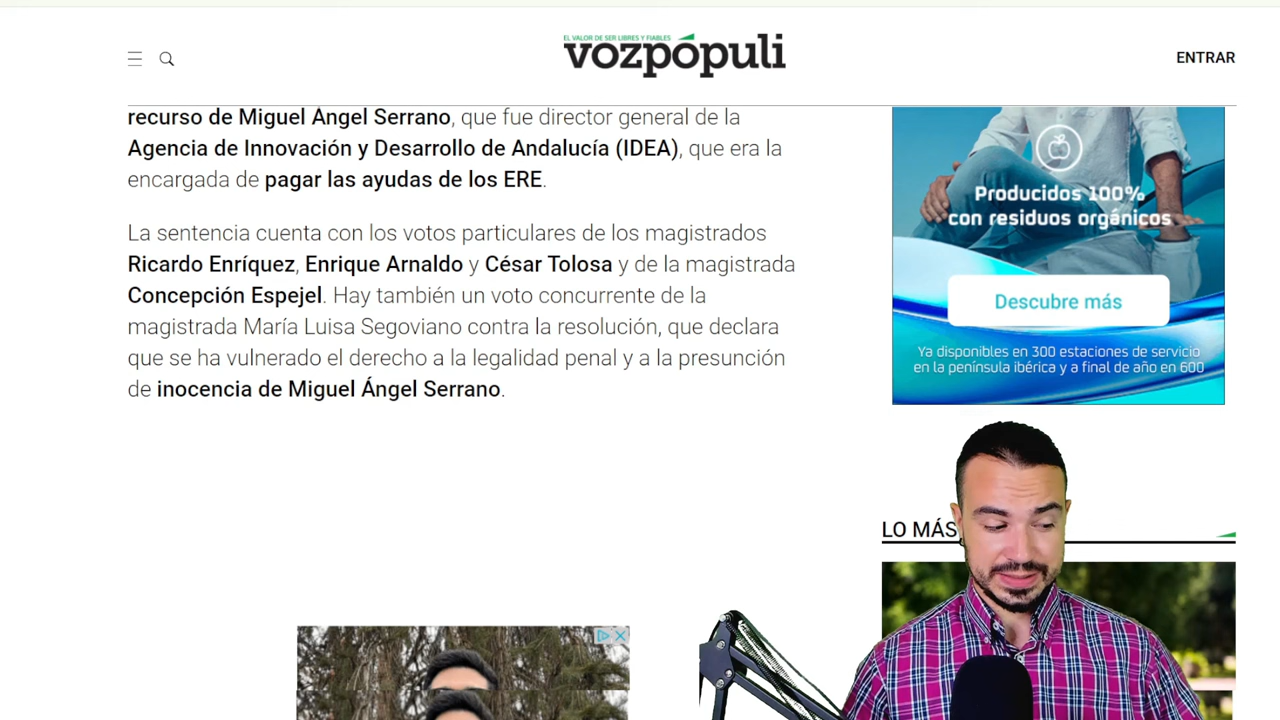 EL VALOR DE SER LIBRES Y FIABLES
vozpópuli
ENTRAR
recurso de Miguel Ángel Serrano, que fue director general de la
Agencia de Innovación y Desarrollo de Andalucía (IDEA), que era la
encargada de pagar las ayudas de los ERE.
La sentencia cuenta con los votos particulares de los magistrados
Ricardo Enríquez, Enrique Arnaldo y César Tolosa y de la magistrada
Concepción Espejel. Hay también un voto concurrente de la
magistrada María Luisa Segoviano contra la resolución, que declara
que se ha vulnerado el derecho a la legalidad penal y a la presunción
de inocencia de Miguel Ángel Serrano.
Producidos 100%
con residuos orgánicos
Descubre más
Ya disponibles en 300 estaciones de servicio
en la península ibérica y a final de año en 600
LO MÁS